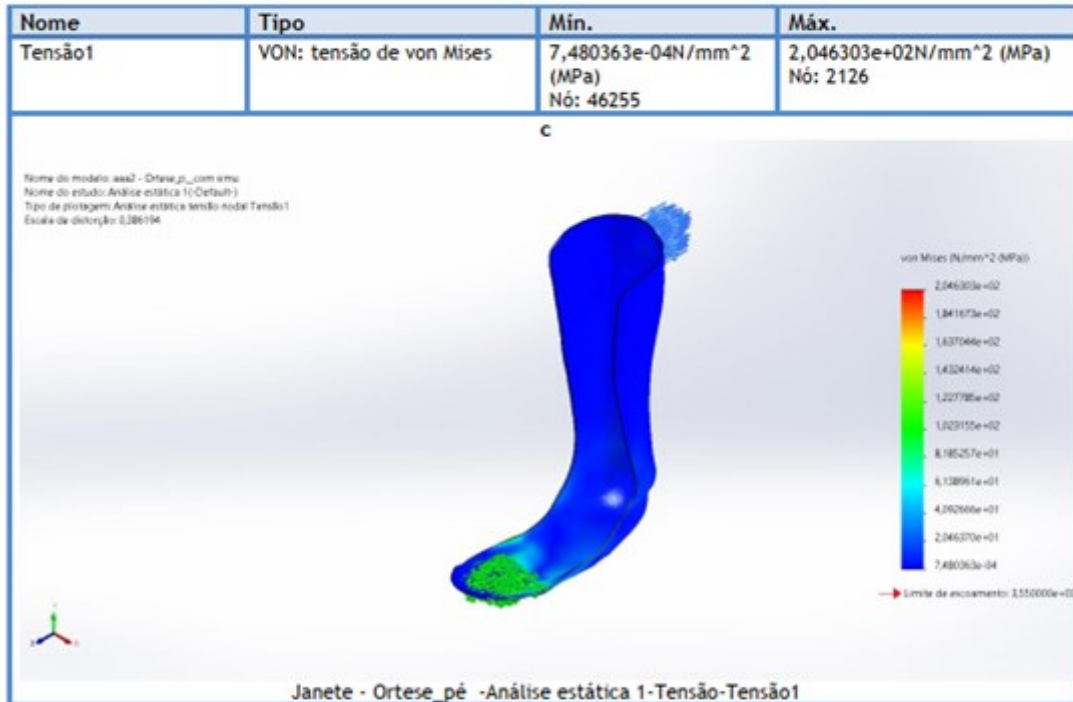 Nome Tipo Mín. Máx.
Tensão1 VON: tensão de von Mises 7,480363e-04N/mm^2 2,046303e+02N/mm^2 (MPa)
(MPa) Nó: 2126
Nó: 46255
c
Nome do modelo: aaa2 - Ortese_p_com simu
Nome do estudo: Análise estática 1(-Default-)
Tipo de plotagem: Análise estática tensão nodal Tensão1
Escala de distorção: 0,386194
von Mises (N/mm^2 (MPa))
2,046303e+02
1,841673e+02
1,637044e+02
1,432414e+02
1,227785e+02
1,023155e+02
8,185257e+01
6,138961e+01
4,092666e+01
2,046370e+01
7,480363e-04
Limite de escoamento: 3,550000e+0
Janete - Ortese_pé -Análise estática 1-Tensão-Tensão1